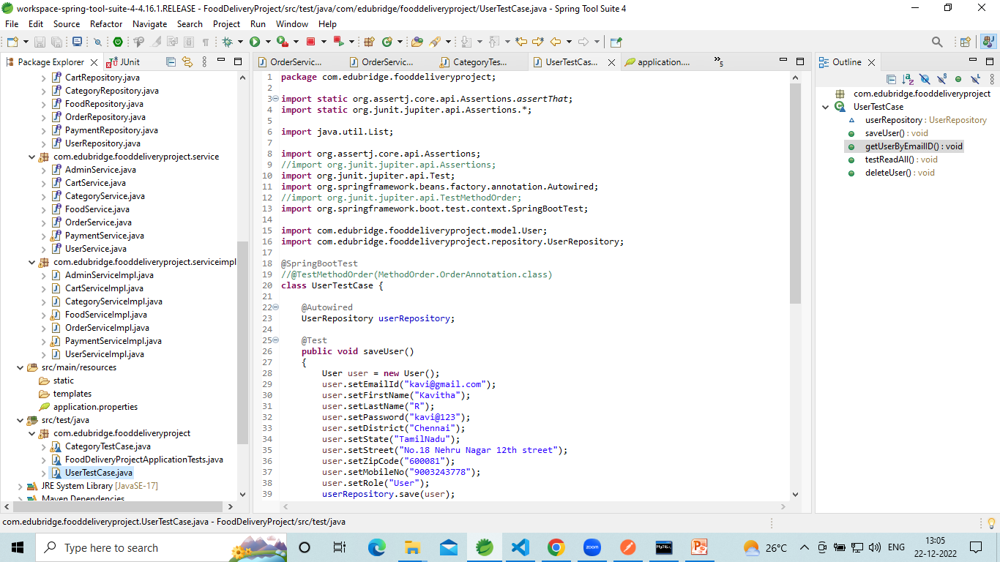 workspace-spring-tool-suite-4-4.16.1.RELEASE - FoodDeliveryProject/src/test/java/com/edubridge/fooddeliveryproject/UserTestCase.java - Spring Tool Suite 4
File Edit Source Refactor Navigate Search Project Run Window Help
Package Explorer
JUnit
CartRepository.java
CategoryRepository.java
FoodRepository.java
OrderRepository.java
PaymentRepository.java
UserRepository.java
com.edubridge.fooddeliveryproject.service
AdminService.java
CartService.java
CategoryService.java
FoodService.java
OrderService.java
PaymentService.java
UserService.java
com.edubridge.fooddeliveryproject.serviceimpl
AdminServiceImpl.java
CartServiceImpl.java
CategoryServiceImpl.java
FoodServiceImpl.java
OrderServiceImpl.java
PaymentServiceImpl.java
UserServiceImpl.java
src/main/resources
static
templates
application.properties
src/test/java
com.edubridge.fooddeliveryproject
CategoryTestCase.java
FoodDeliveryProjectApplicationTests.java
UserTestCase.java
JRE System Library [JavaSE-17]
Maven Dependencies
OrderServic... OrderServic... CategoryTes... UserTestCas... application.... »5
1 package com.edubridge.fooddeliveryproject;
2
3 import static org.assertj.core.api.Assertions.assertThat;
4 import static org.junit.jupiter.api.Assertions.*;
5
6 import java.util.List;
7
8 import org.assertj.core.api.Assertions;
9 //import org.junit.jupiter.api.Assertions;
10 import org.junit.jupiter.api.Test;
11 import org.springframework.beans.factory.annotation.Autowired;
12 //import org.junit.jupiter.api.TestMethodOrder;
13 import org.springframework.boot.test.context.SpringBootTest;
14
15 import com.edubridge.fooddeliveryproject.model.User;
16 import com.edubridge.fooddeliveryproject.repository.UserRepository;
17
18 @SpringBootTest
19 //@TestMethodOrder(MethodOrder.OrderAnnotation.class)
20 class UserTestCase {
21
22 @Autowired
23 UserRepository userRepository;
24
25 @Test
26 public void saveUser()
27 {
28 User user = new User();
29 user.setEmailId("kavi@gmail.com");
30 user.setFirstName("Kavitha");
31 user.setLastName("R");
32 user.setPassword("kavi@123");
33 user.setDistrict("Chennai");
34 user.setState("TamilNadu");
35 user.setStreet("No.18 Nehru Nagar 12th street");
36 user.setZipCode("600081");
37 user.setMobileNo("9003243778");
38 user.setRole("User");
39 userRepository.save(user);
Outline
com.edubridge.fooddeliveryproject
UserTestCase
userRepository : UserRepository
saveUser() : void
getUserByEmailID() : void
testReadAll() : void
deleteUser() : void
com.edubridge.fooddeliveryproject.UserTestCase.java - FoodDeliveryProject/src/test/java
Type here to search
zoom
MySQL
26°C
ENG
13:05
22-12-2022